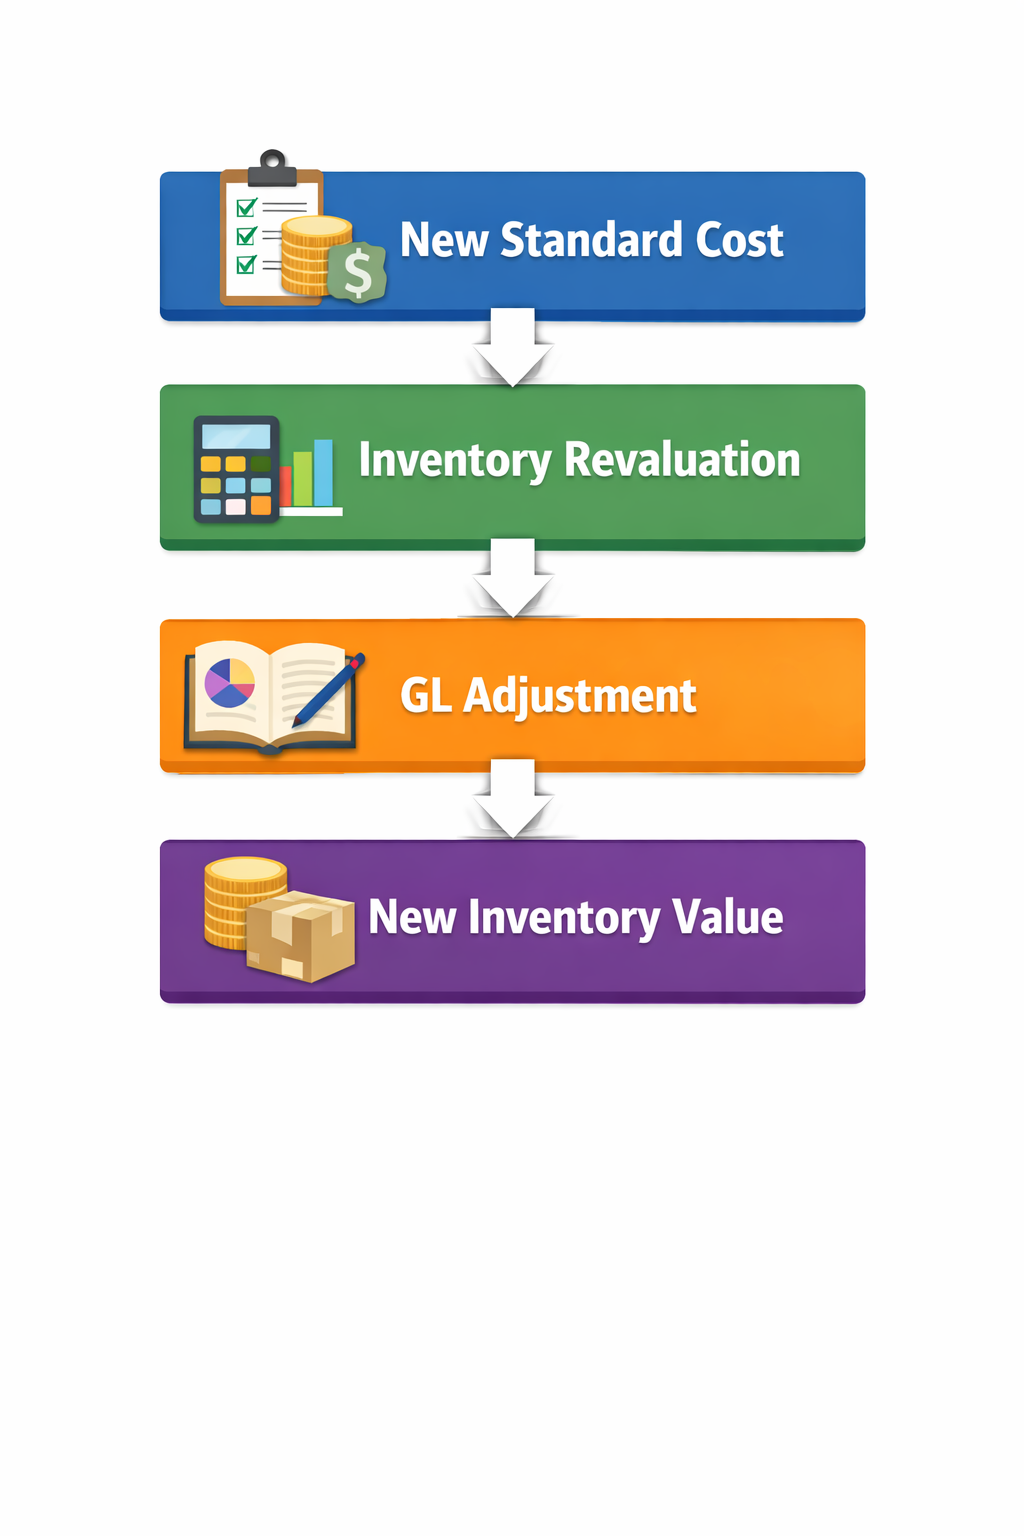 New Standard Cost
$
Inventory Revaluation
GL Adjustment
New Inventory Value